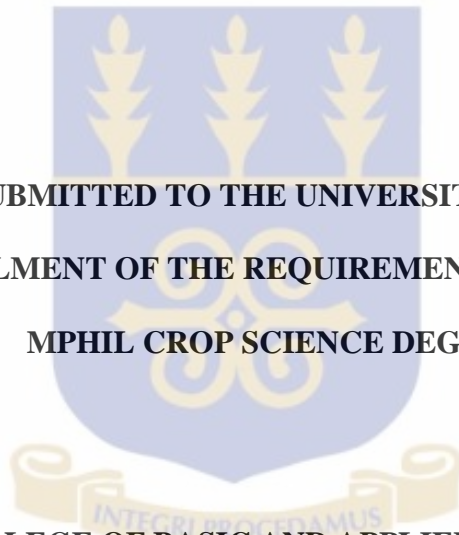 UBMITTED TO THE UNIVERSIT
LMENT OF THE REQUIREMEN
MPHIL CROP SCIENCE DEG
INTEGRI PROCEDAMUS
LEGE OF BASIC AND APPLIE